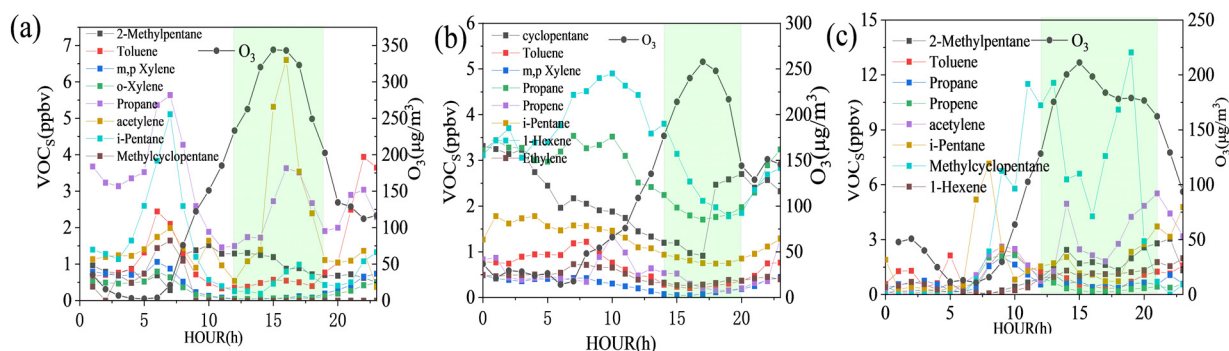 (a)
2-Methylpentane
Toluene
m,p Xylene
o-Xylene
Propane
acetylene
i-Pentane
Methylcyclopentane
O₃
VOCS(ppbv)
7
6
5
4
3
2
1
0
O₃(μg/m³)
350
300
250
200
150
100
50
0
0 5 10 15 20
HOUR(h)
(b)
cyclopentane
Toluene
m,p Xylene
Propane
Propene
i-Pentane
1-Hexene
Ethylene
O₃
VOCS(ppbv)
6
5
4
3
2
1
0
O₃(μg/m³)
300
250
200
150
100
50
0
0 5 10 15 20
HOUR(h)
(c)
2-Methylpentane
Toluene
Propane
Propene
acetylene
i-Pentane
Methylcyclopentane
1-Hexene
O₃
VOCS(ppbv)
15
12
9
6
3
0
O₃(μg/m³)
250
200
150
100
50
0
0 5 10 15 20
HOUR(h)